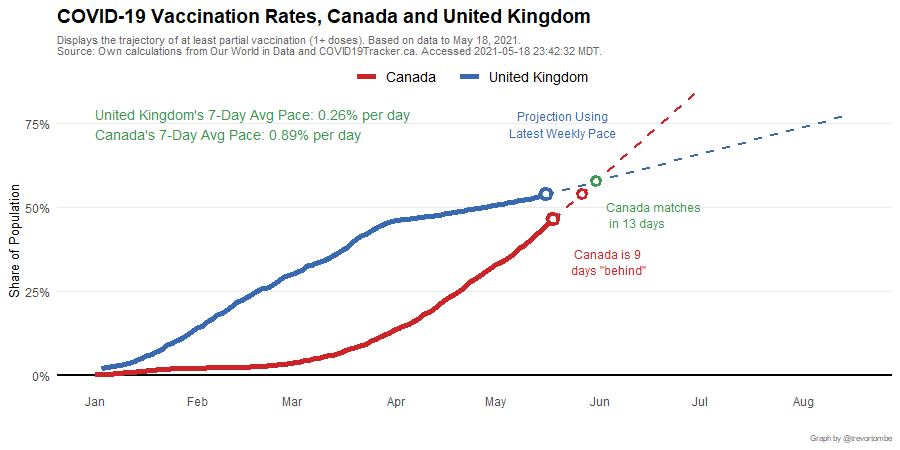 COVID-19 Vaccination Rates, Canada and United Kingdom
Displays the trajectory of at least partial vaccination (1+ doses). Based on data to May 18, 2021.
Source: Own calculations from Our World in Data and COVID19Tracker.ca. Accessed 2021-05-18 23:42:32 MDT.
Canada United Kingdom
United Kingdom's 7-Day Avg Pace: 0.26% per day
Canada's 7-Day Avg Pace: 0.89% per day
Projection Using
Latest Weekly Pace
Canada matches
in 13 days
Canada is 9
days "behind"
Share of Population
75%
50%
25%
0%
Jan Feb Mar Apr May Jun Jul Aug
Graph by @trevortombe